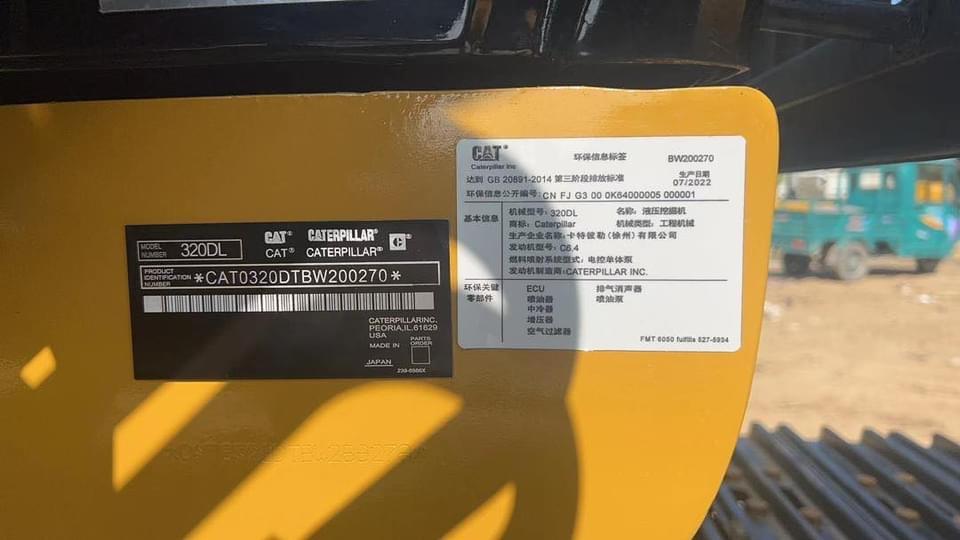 MODEL NUMBER 320DL
CAT® CATERPILLAR® C
CAT® CATERPILLAR®
PRODUCT IDENTIFICATION NUMBER *CAT0320DTBW200270*
CATERPILLAR INC.
PEORIA,IL.61629
USA
MADE IN
JAPAN
PARTS ORDER
CAT
Caterpillar Inc
环保信息标签
BW200270
达到 GB 20891-2014 第三阶段排放标准
生产日期
07/2022
环保信息公开编号: CN FJ G3 00 0K64000005 000001
基本信息
机械型号: 320DL 名称: 液压挖掘机
商标: Caterpillar 机械类型: 工程机械
生产企业名称: 卡特彼勒(徐州)有限公司
发动机型号: C6.4
燃料喷射系统型式: 电控单体泵
发动机制造商: CATERPILLAR INC.
环保关键零部件
ECU 排气消声器
喷油器 喷油泵
中冷器
增压器
空气过滤器
FMT 6050 fulfills 527-5934